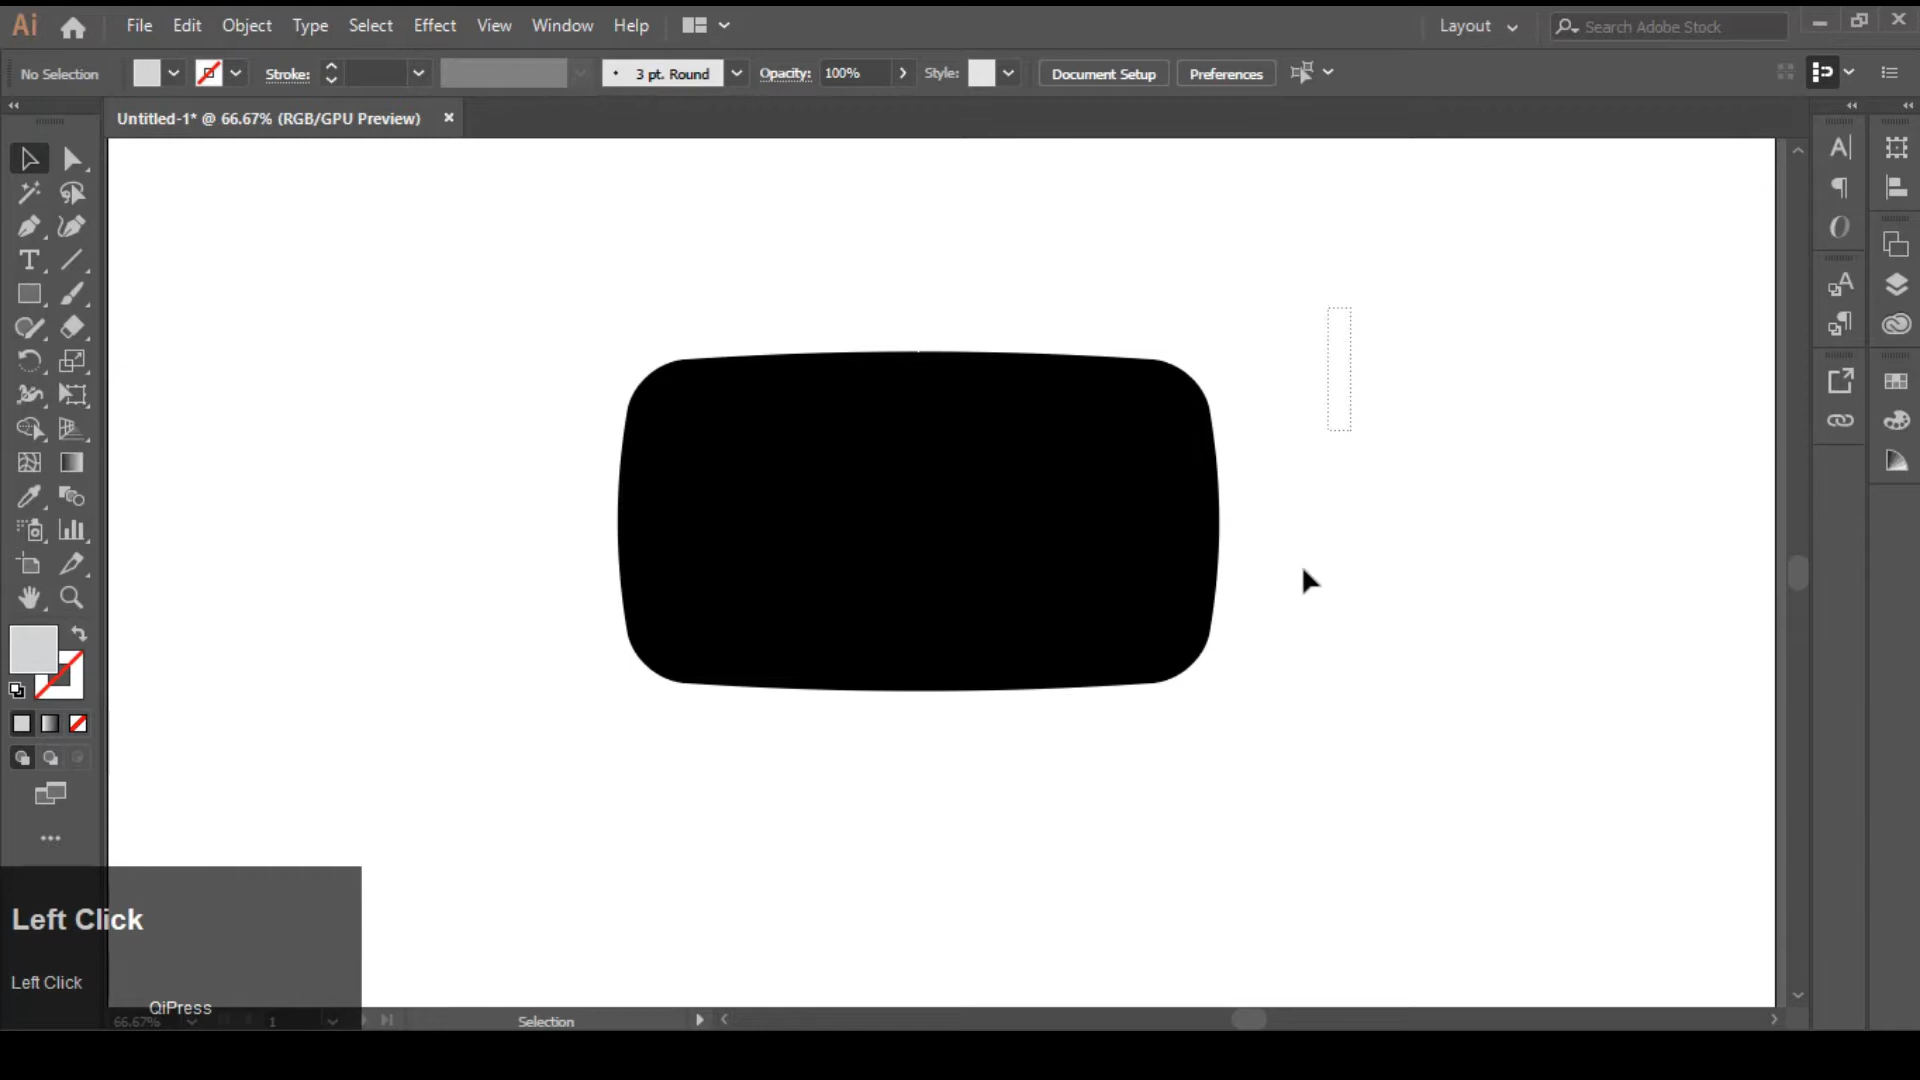 Ai File Edit Object Type Select Effect View Window Help Layout Search Adobe Stock
No Selection Stroke: 3 pt. Round Opacity: 100% Style: Document Setup Preferences
Untitled-1* @ 66.67% (RGB/GPU Preview)
Left Click
Left Click
QiPress
66.67% 1 Selection